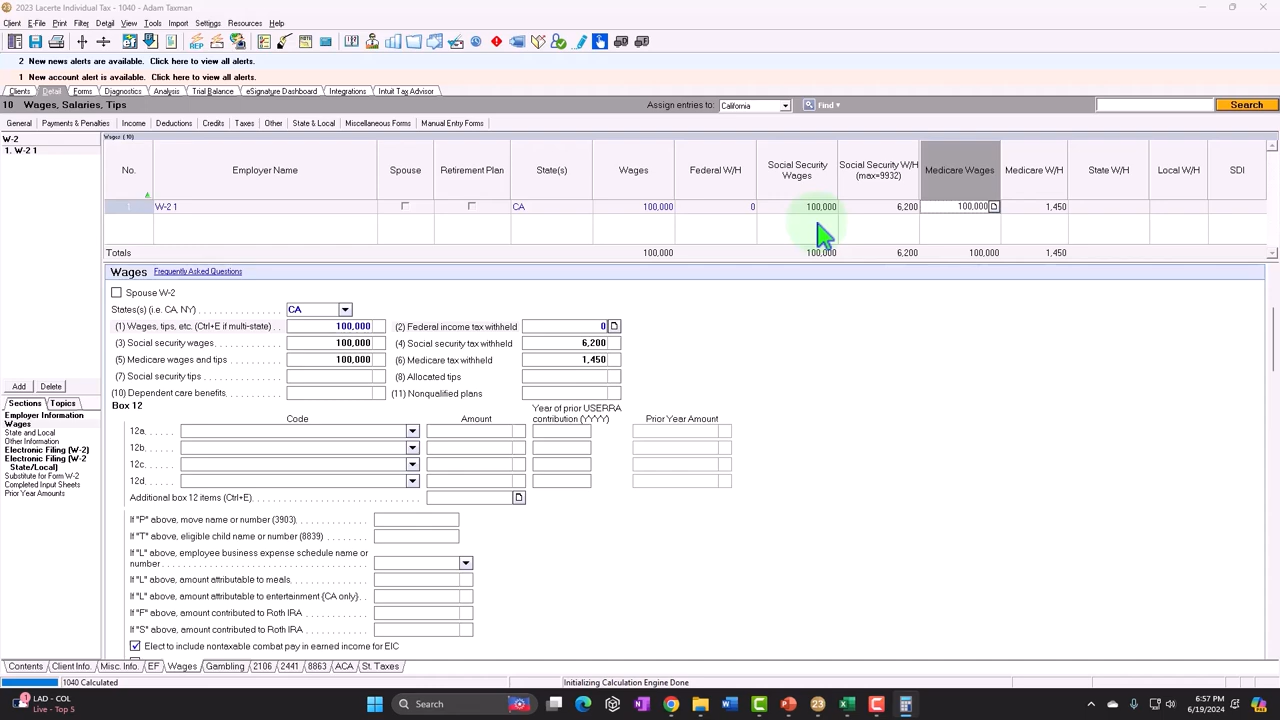 23 2023 Lacerte Individual Tax - 1040 - Adam Taxman
Client E-File Print Filter Detail View Tools Import Settings Resources Help
2 New news alerts are available. Click here to view all alerts.
1 New account alert is available. Click here to view all alerts.
Clients Detail Forms Diagnostics Analysis Trial Balance eSignature Dashboard Integrations Intuit Tax Advisor
10 Wages, Salaries, Tips Assign entries to: California Find Search
General Payments & Penalties Income Deductions Credits Taxes Other State & Local Miscellaneous Forms Manual Entry Forms
W-2
1. W-2 1
Wages (10)
No. Employer Name Spouse Retirement Plan State(s) Wages Federal W/H Social Security Wages Social Security W/H (max=9932) Medicare Wages Medicare W/H State W/H Local W/H SDI
1 W-2 1 CA 100,000 0 100,000 6,200 100,000 1,450
Totals 100,000 100,000 6,200 100,000 1,450
Wages Frequently Asked Questions
Spouse W-2
States(s) (i.e. CA, NY) CA
(1) Wages, tips, etc. (Ctrl+E if multi-state) . . 100,000 (2) Federal income tax withheld 0
(3) Social security wages 100,000 (4) Social security tax withheld 6,200
(5) Medicare wages and tips 100,000 (6) Medicare tax withheld 1,450
(7) Social security tips (8) Allocated tips
(10) Dependent care benefits (11) Nonqualified plans
Box 12
Code Amount Year of prior USERRA contribution (YYYY) Prior Year Amount
12a
12b
12c
12d
Additional box 12 items (Ctrl+E)
If "P" above, move name or number (3903)
If "T" above, eligible child name or number (8839)
If "L" above, employee business expense schedule name or
number
If "L" above, amount attributable to meals
If "L" above, amount attributable to entertainment {CA only}
If "F" above, amount contributed to Roth IRA
If "S" above, amount contributed to Roth IRA
Elect to include nontaxable combat pay in earned income for EIC
Add Delete
Sections Topics
Employer Information
Wages
State and Local
Other Information
Electronic Filing (W-2)
Electronic Filing (W-2
State/Local)
Substitute for Form W-2
Completed Input Sheets
Prior Year Amounts
Contents Client Info. Misc. Info. EF Wages Gambling 2106 2441 8863 ACA St. Taxes
1040 Calculated Initializing Calculation Engine Done
LAD - COL
Live - Top 5
Search
6:57 PM
6/19/2024